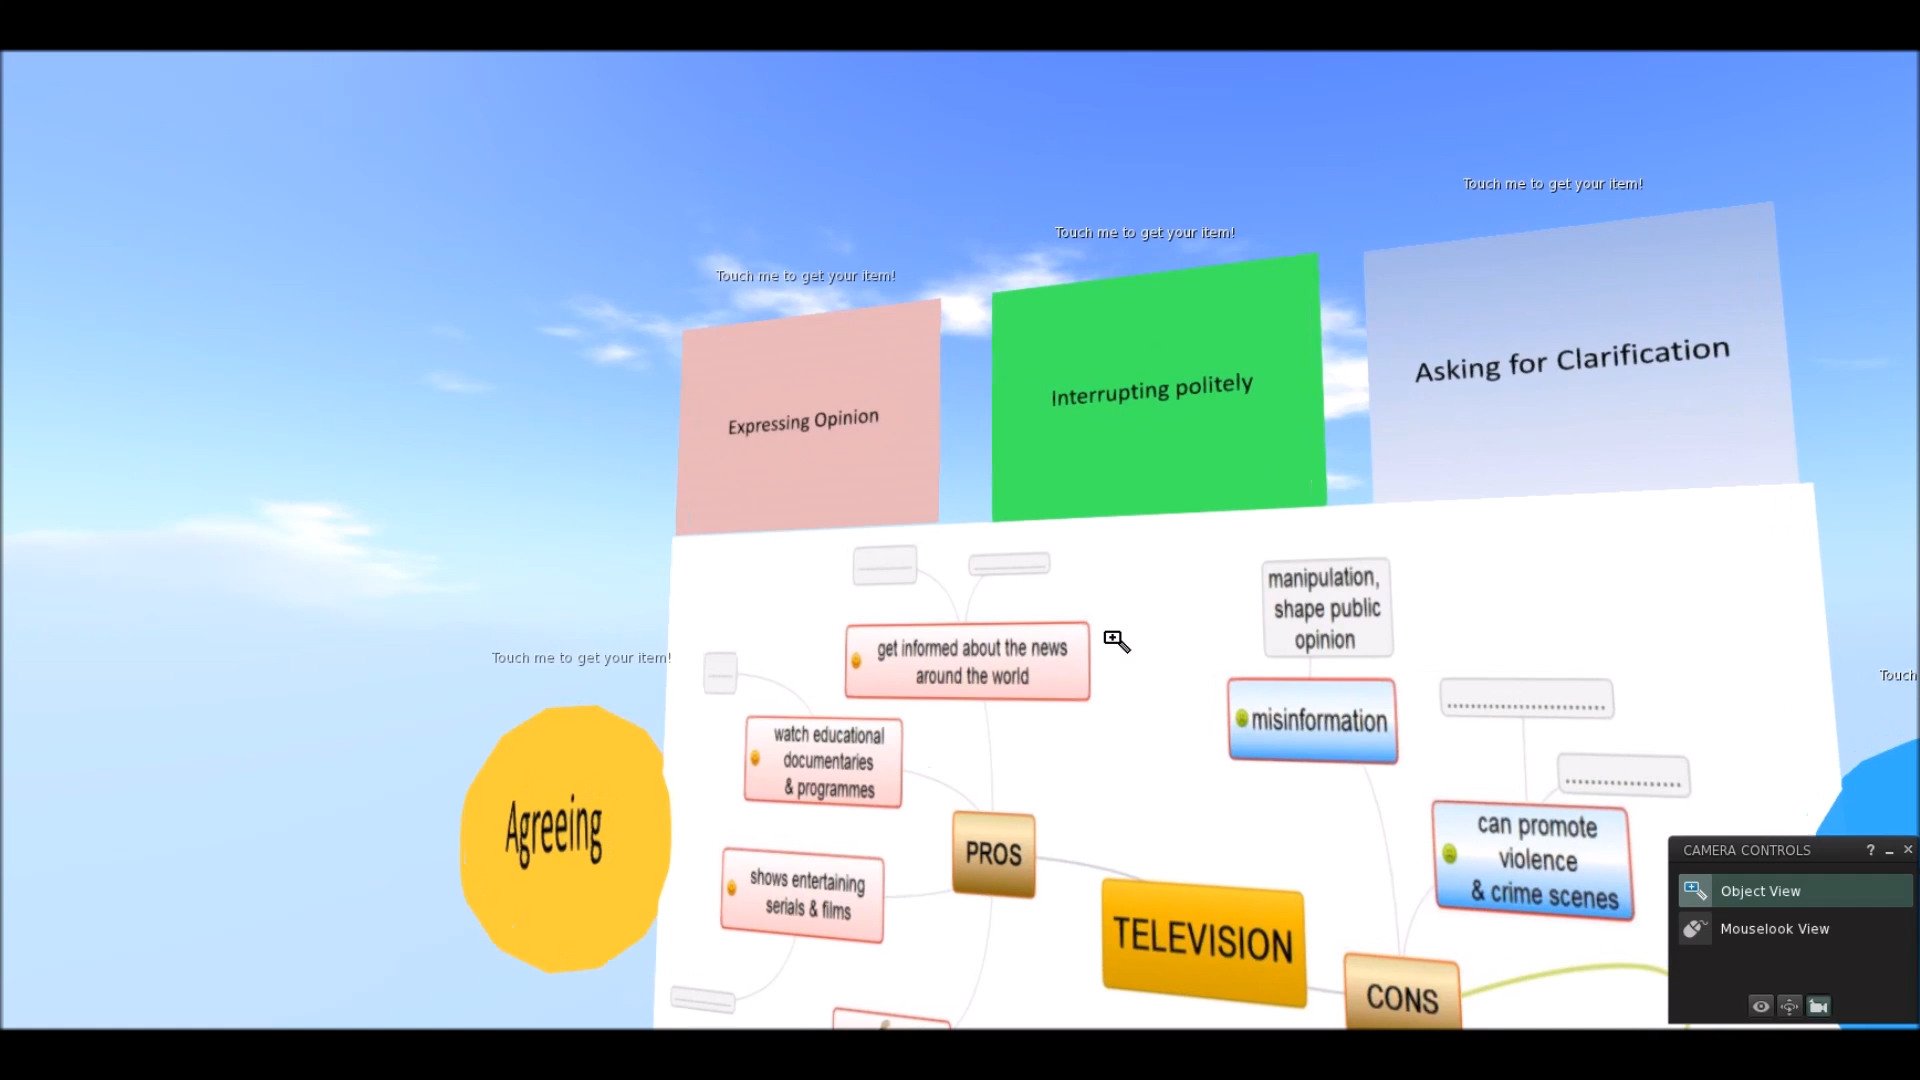 Touch me to get your item!
Touch me to get your item!
Touch me to get your item!
Asking for Clarification
Interrupting politely
Expressing Opinion
manipulation,
shape public
opinion
get informed about the news
around the world
Touch me to get your item!
Touch
misinformation
.............................
watch educational
documentaries
& programmes
......................
can promote
violence
& crime scenes
Agreeing
PROS
shows entertaining
serials & films
TELEVISION
CONS
CAMERA CONTROLS ? _ ×
Object View
Mouselook View